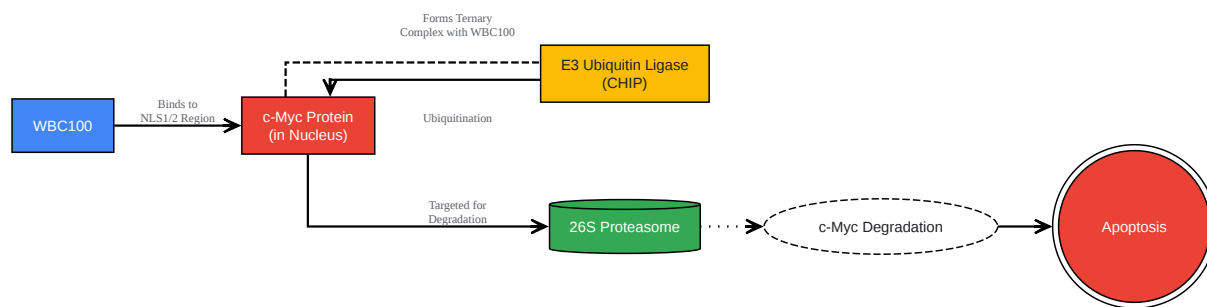 Forms Ternary
Complex with WBC100
E3 Ubiquitin Ligase
(CHIP)
WBC100
Binds to
NLS1/2 Region
c-Myc Protein
(in Nucleus)
Ubiquitination
Targeted for
Degradation
26S Proteasome
c-Myc Degradation
Apoptosis